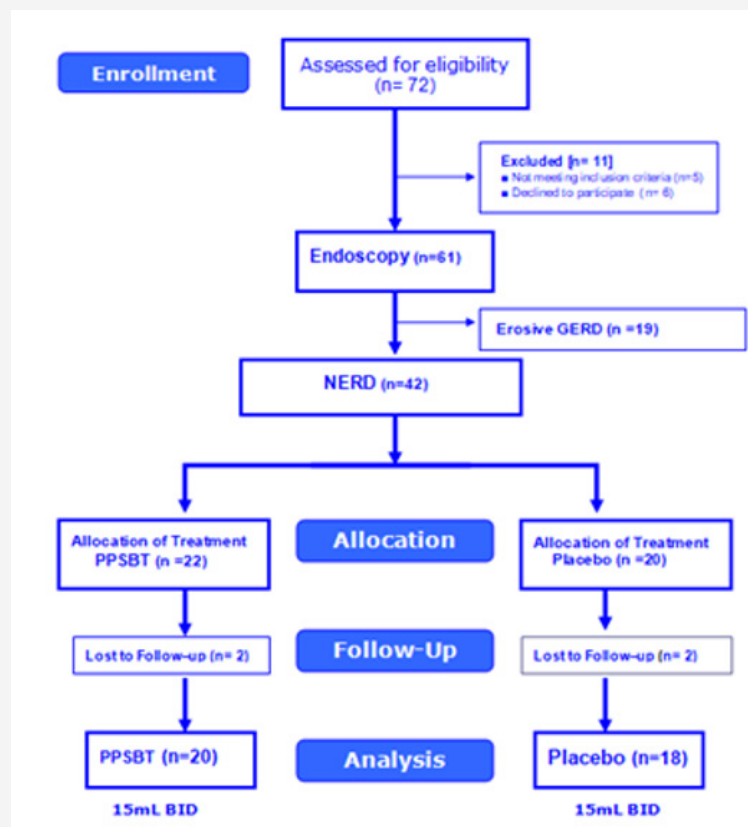 Enrollment
Assessed for eligibility
(n= 72)
Excluded [n= 11]
■ Not meeting inclusion criteria (n=5)
■ Declined to participate ( n= 6)
Endoscopy (n=61)
Erosive GERD (n =19)
NERD (n=42)
Allocation of Treatment
PPSBT (n =22)
Allocation
Allocation of Treatment
Placebo (n =20)
Lost to Follow-up (n= 2)
Follow-Up
Lost to Follow-up (n= 2)
PPSBT (n=20)
Analysis
Placebo (n=18)
15mL BID
15mL BID